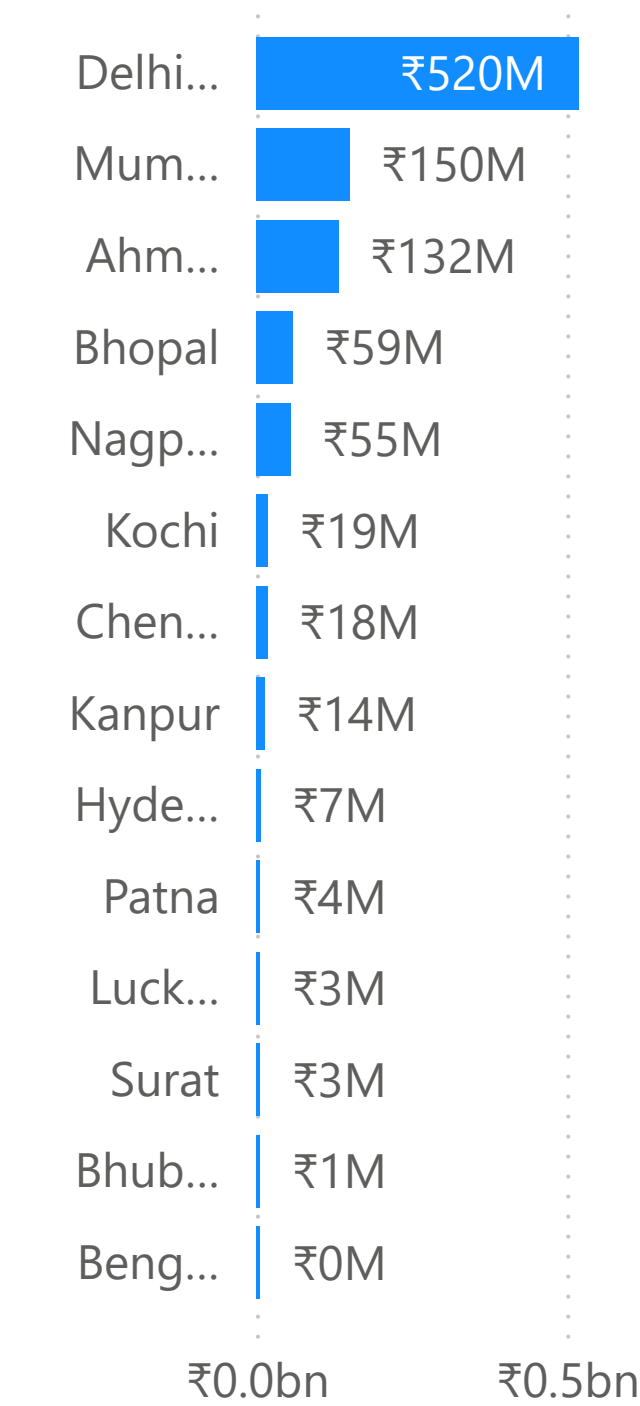 Delhi... ₹520M
Mum... ₹150M
Ahm... ₹132M
Bhopal ₹59M
Nagp... ₹55M
Kochi ₹19M
Chen... ₹18M
Kanpur ₹14M
Hyde... ₹7M
Patna ₹4M
Luck... ₹3M
Surat ₹3M
Bhub... ₹1M
Beng... ₹0M
₹0.0bn ₹0.5bn